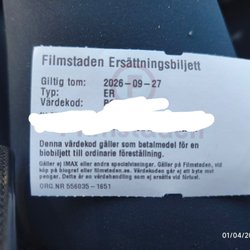 Filmstaden Ersättningsbiljett
Giltig tom: 2026-09-27
Typ: ER
Värdekod:
Denna värdekod gäller som betalmedel för en
biobiljett till ordinarie föreställning.
Gäller ej IMAX eller andra specialvisningar. Gäller på Filmstaden, vid
köp på biograf eller filmstaden.se. Värdekoden går ej att byta mot
pengar. Detta är en värdehandling som ej ersätts vid förlust.
ORG.NR 556035-1651
01/04/20